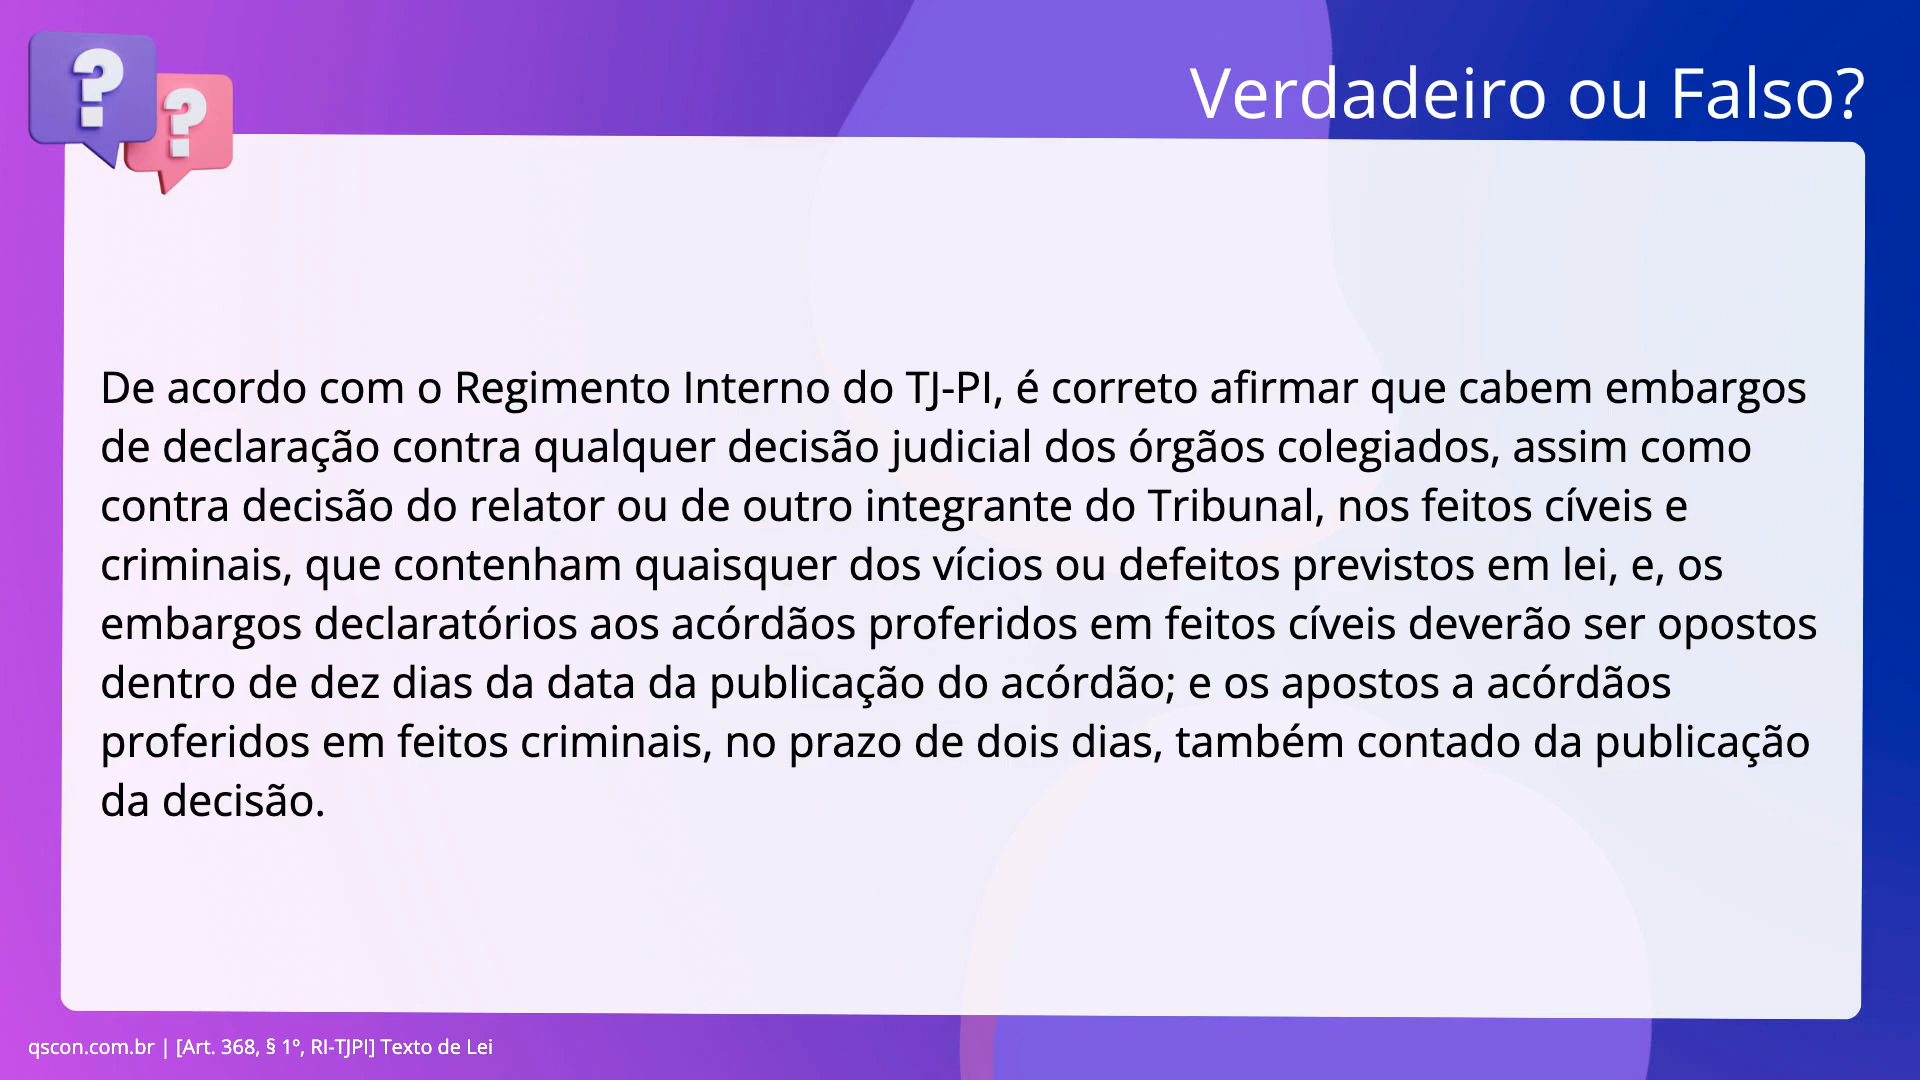 ? ?
Verdadeiro ou Falso?
De acordo com o Regimento Interno do TJ-PI, é correto afirmar que cabem embargos
de declaração contra qualquer decisão judicial dos órgãos colegiados, assim como
contra decisão do relator ou de outro integrante do Tribunal, nos feitos cíveis e
criminais, que contenham quaisquer dos vícios ou defeitos previstos em lei, e, os
embargos declaratórios aos acórdãos proferidos em feitos cíveis deverão ser opostos
dentro de dez dias da data da publicação do acórdão; e os apostos a acórdãos
proferidos em feitos criminais, no prazo de dois dias, também contado da publicação
da decisão.
qscon.com.br | [Art. 368, § 1º, RI-TJPI] Texto de Lei